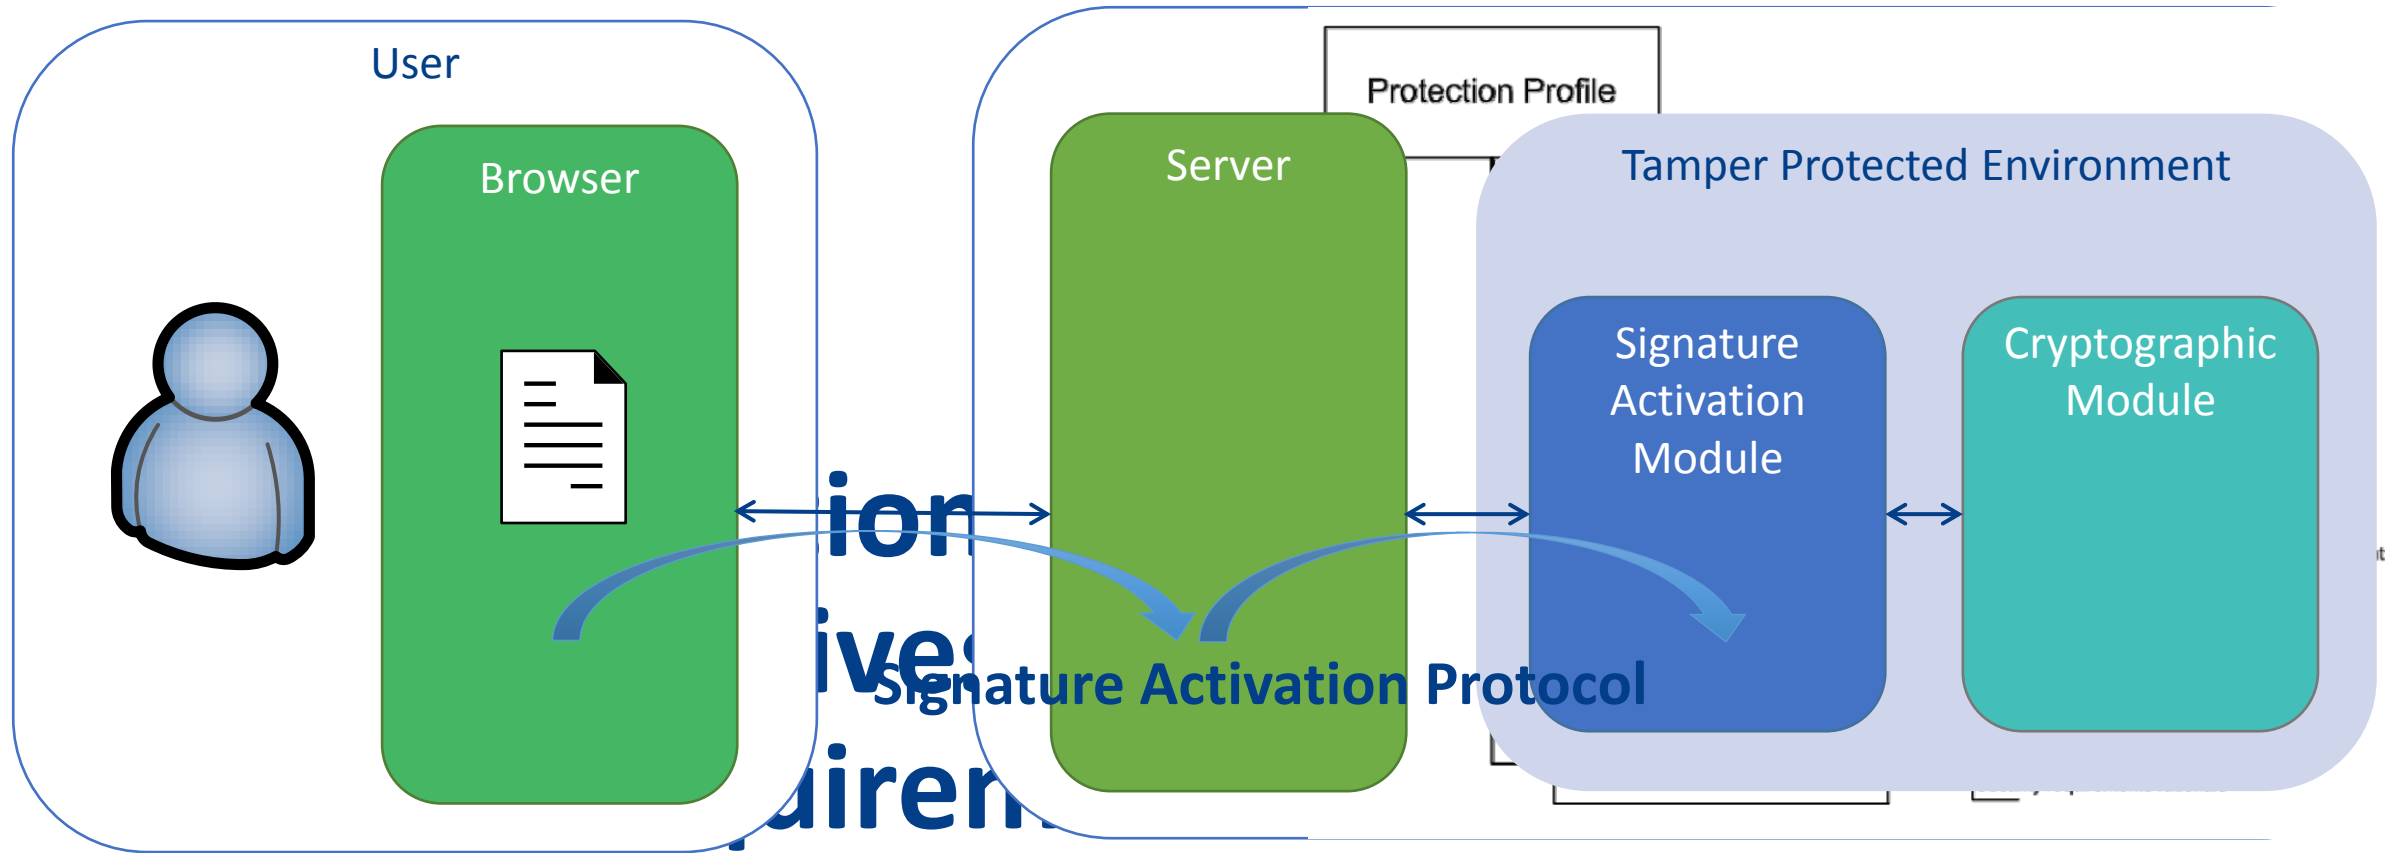 User
Protection Profile
Browser
Server
Tamper Protected Environment
Signature
Activation
Module
Cryptographic
Module
Signature Activation Protocol